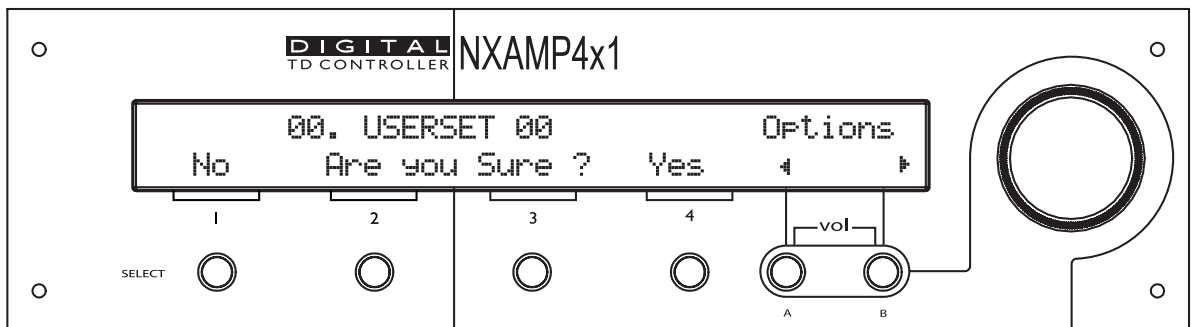 DIGITAL
TD CONTROLLER
NXAMP4x1
00. USERSET 00 Options
No Are you Sure ? Yes
1 2 3 4
vol
SELECT
A B